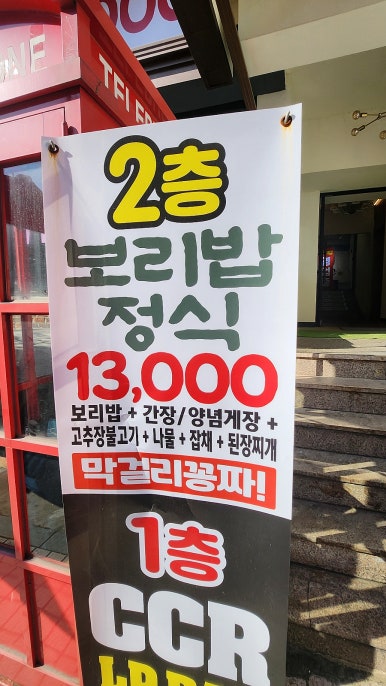 2층
보리밥
정식
13,000
보리밥 + 간장/양념게장 +
고추장불고기 + 나물 + 잡채 + 된장찌개
막걸리꽁짜!
1층
CCR